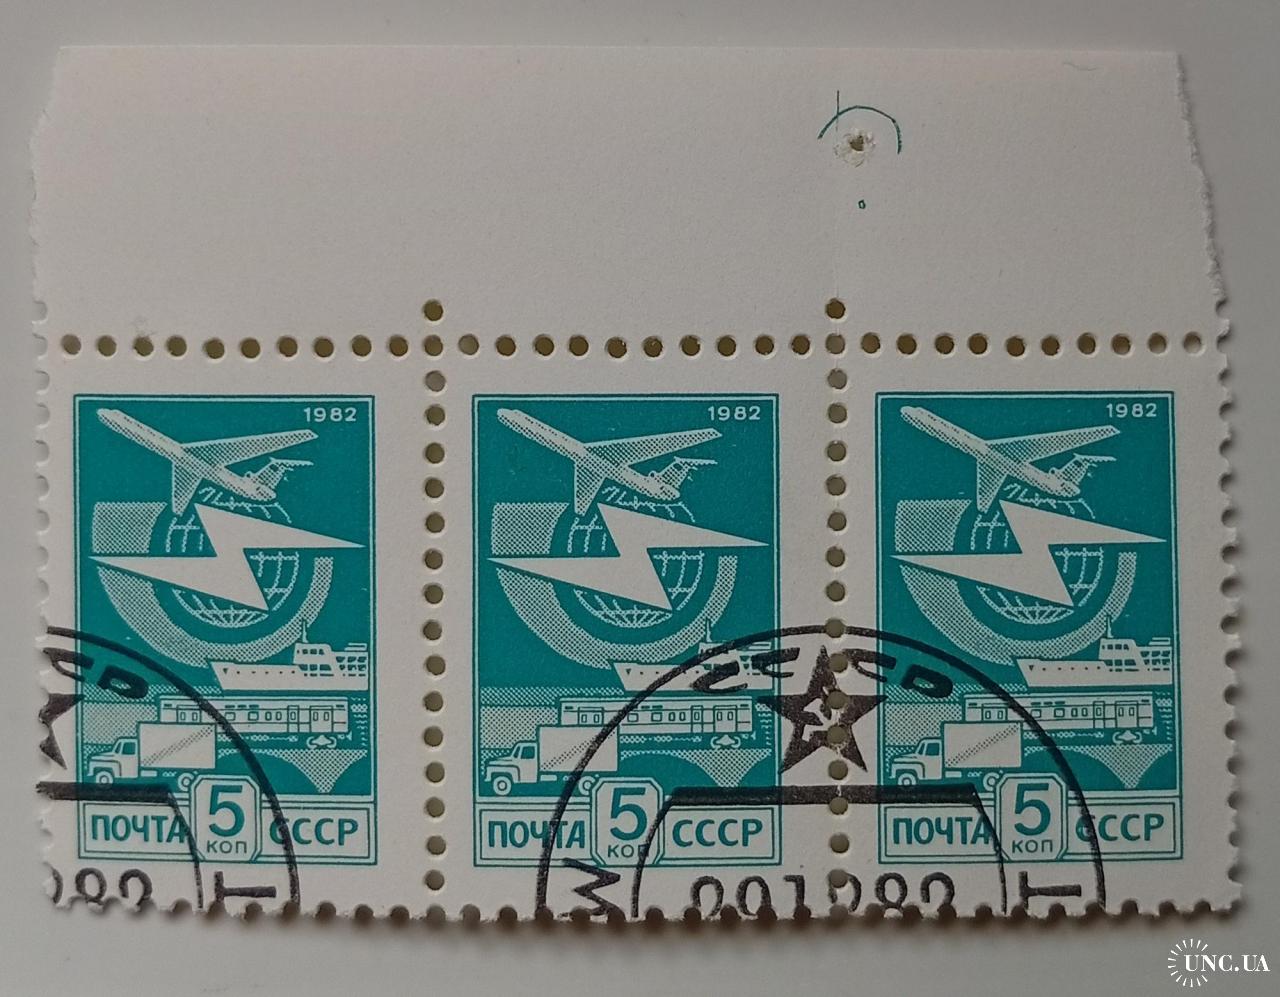 1982 1982 1982
ПОЧТА 5 КОП СССР
ПОЧТА 5 КОП СССР
ПОЧТА 5 КОП СССР
СССР
М Т
UNC.UA